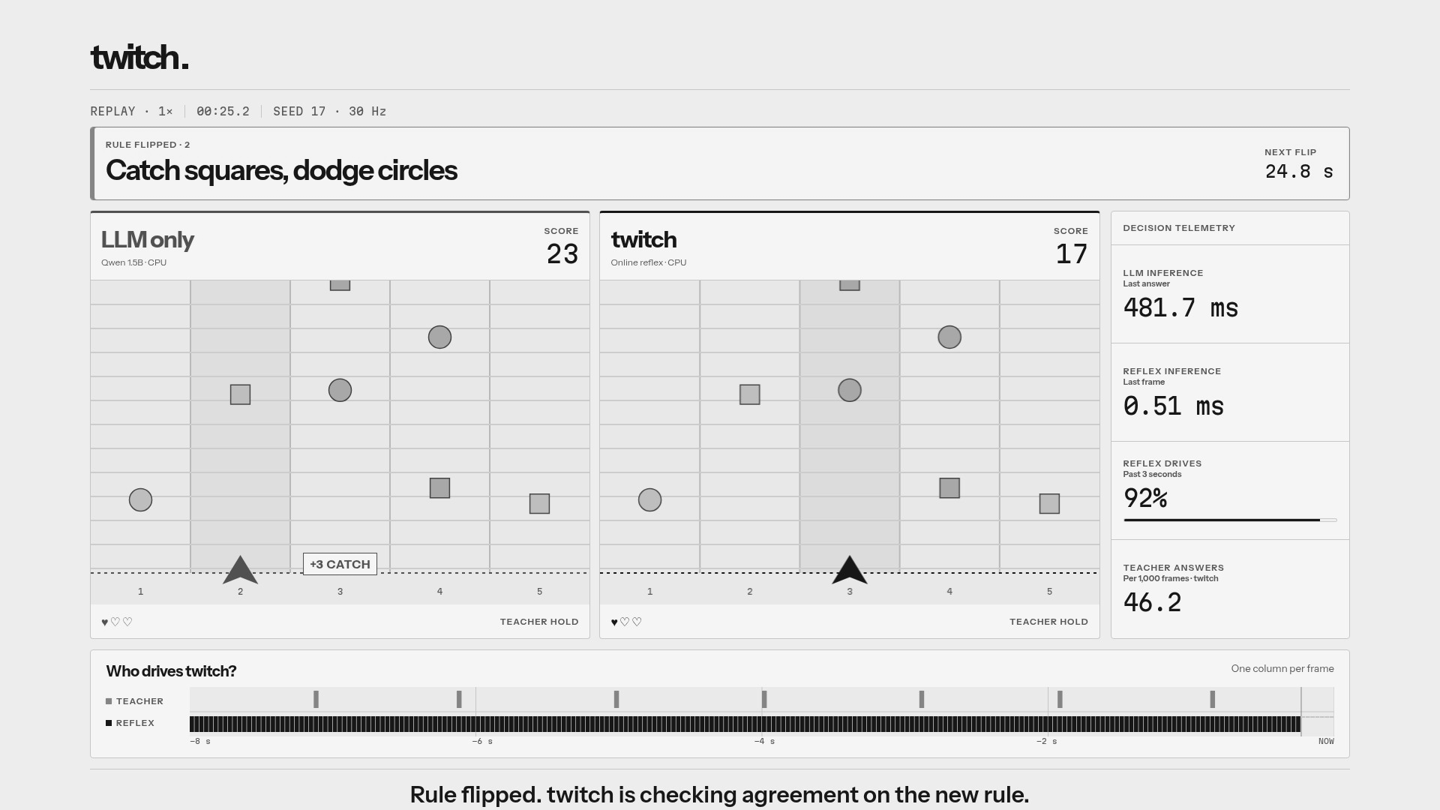 twitch.
REPLAY · 1× | 00:25.2 | SEED 17 · 30 Hz
RULE FLIPPED · 2
Catch squares, dodge circles
NEXT FLIP
24.8 s
LLM only
Qwen 1.5B · CPU
SCORE
23
+3 CATCH
1 2 3 4 5
♥♡♡ TEACHER HOLD
twitch
Online reflex · CPU
SCORE
17
1 2 3 4 5
♥♡♡ TEACHER HOLD
DECISION TELEMETRY
LLM INFERENCE
Last answer
481.7 ms
REFLEX INFERENCE
Last frame
0.51 ms
REFLEX DRIVES
Past 3 seconds
92%
TEACHER ANSWERS
Per 1,000 frames · twitch
46.2
Who drives twitch?
One column per frame
TEACHER
REFLEX
−8 s −6 s −4 s −2 s NOW
Rule flipped. twitch is checking agreement on the new rule.